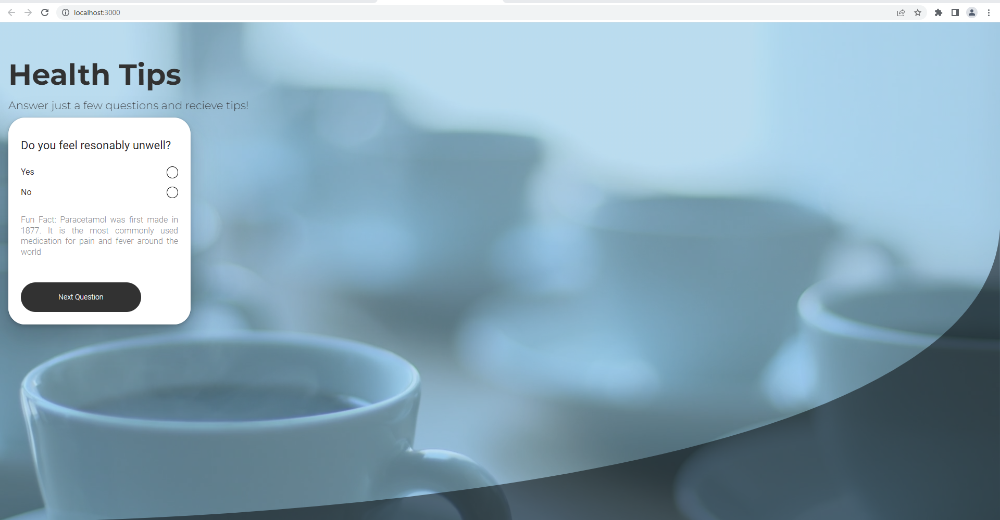 localhost:3000
Health Tips
Answer just a few questions and recieve tips!
Do you feel resonably unwell?
Yes
No
Fun Fact: Paracetamol was first made in
1877. It is the most commonly used
medication for pain and fever around the
world
Next Question